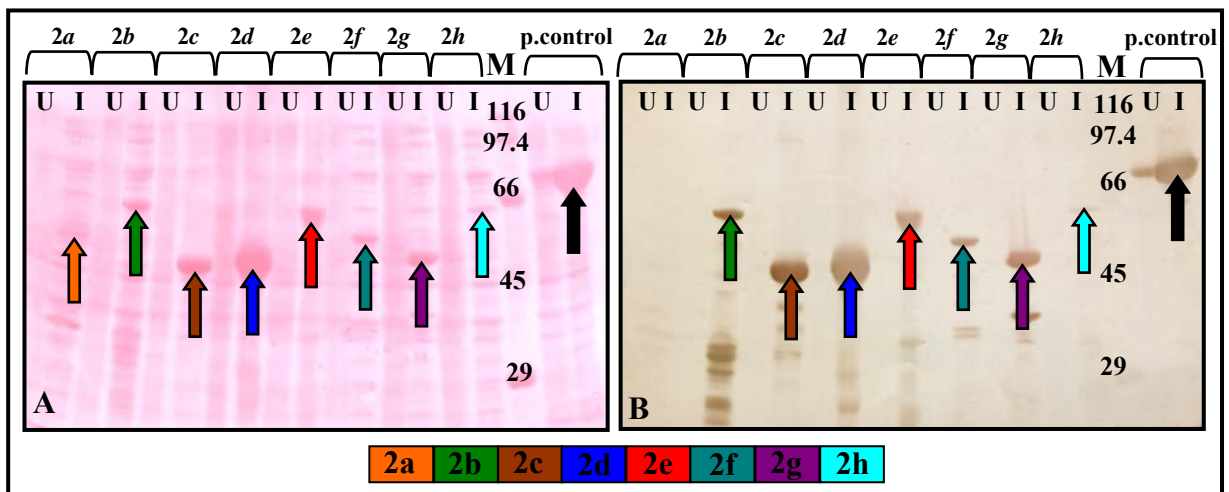 2a 2b 2c 2d 2e 2f 2g 2h p.control
M
U I U I U I U I U I U I U I U I U I
116
97.4
66
45
29
A
2a 2b 2c 2d 2e 2f 2g 2h p.control
M
U I U I U I U I U I U I U I U I U I
116
97.4
66
45
29
B
2a 2b 2c 2d 2e 2f 2g 2h